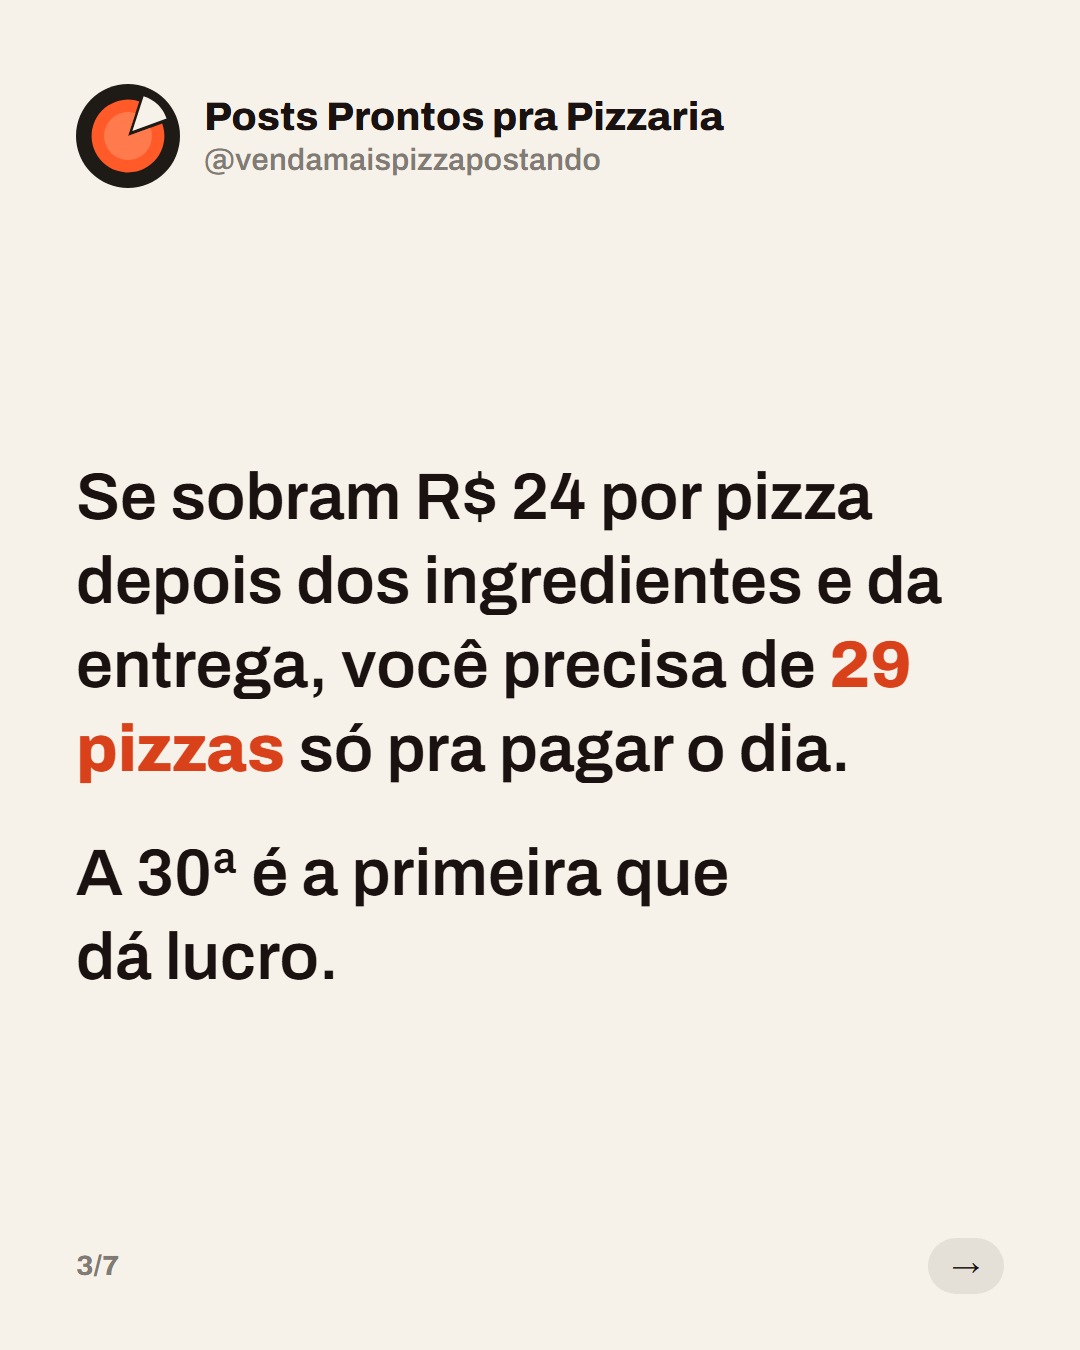 Posts Prontos pra Pizzaria
@vendamaispizzapostando
Se sobram R$ 24 por pizza
depois dos ingredientes e da
entrega, você precisa de 29
pizzas só pra pagar o dia.
A 30ª é a primeira que
dá lucro.
3/7
→